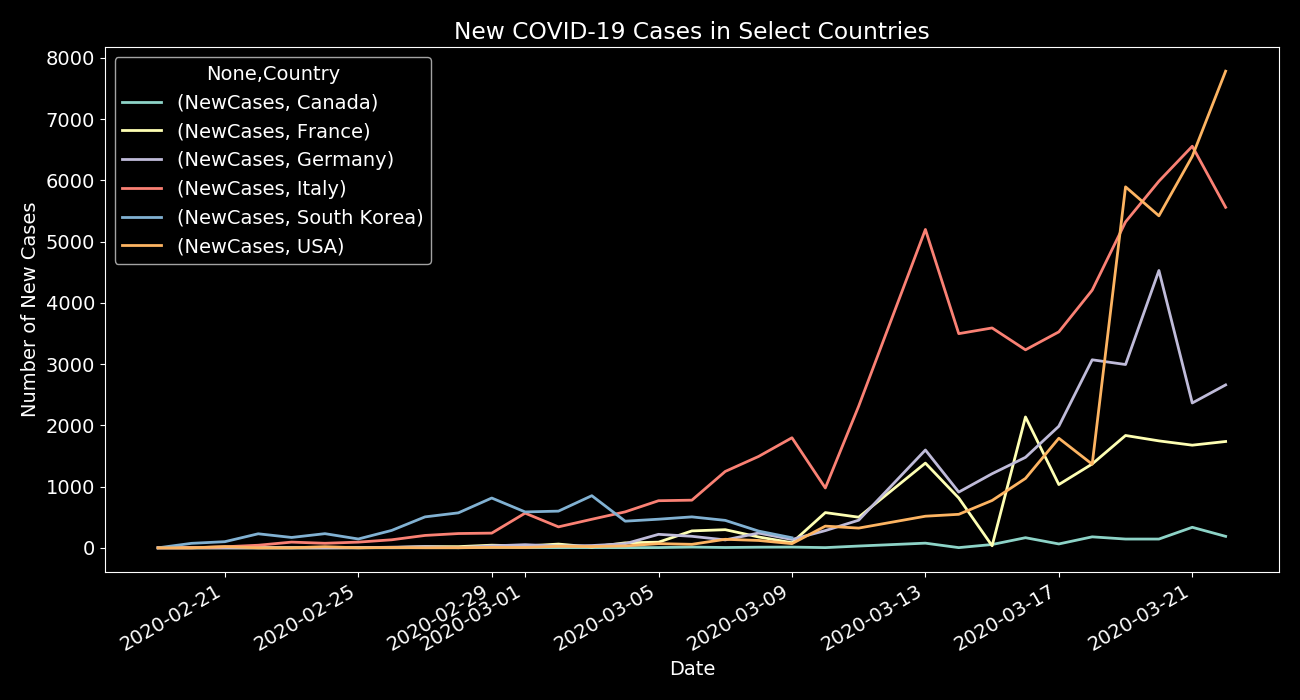 New COVID-19 Cases in Select Countries
8000
7000
6000
5000
4000
3000
2000
1000
0
Number of New Cases
None,Country
(NewCases, Canada)
(NewCases, France)
(NewCases, Germany)
(NewCases, Italy)
(NewCases, South Korea)
(NewCases, USA)
2020-02-21
2020-02-25
2020-02-29
2020-03-01
2020-03-05
2020-03-09
2020-03-13
2020-03-17
2020-03-21
Date